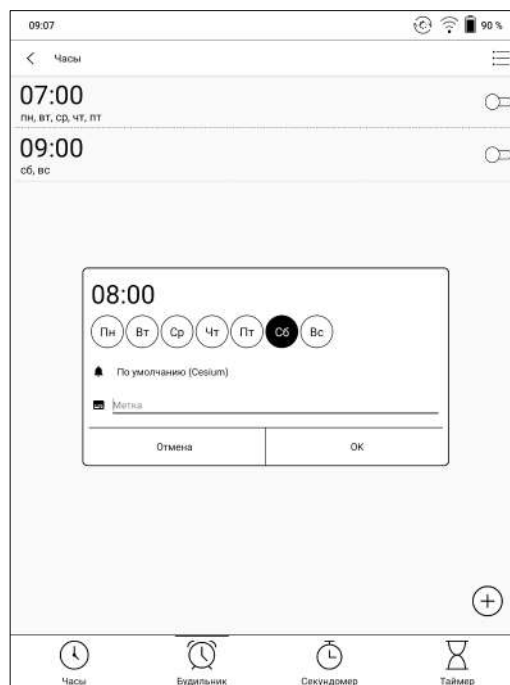 09:07 90 %
Часы
07:00
пн, вт, ср, чт, пт
09:00
сб, вс
08:00
Пн Вт Ср Чт Пт Сб Вс
По умолчанию (Cesium)
Метка
Отмена ОК
Часы Будильник Секундомер Таймер